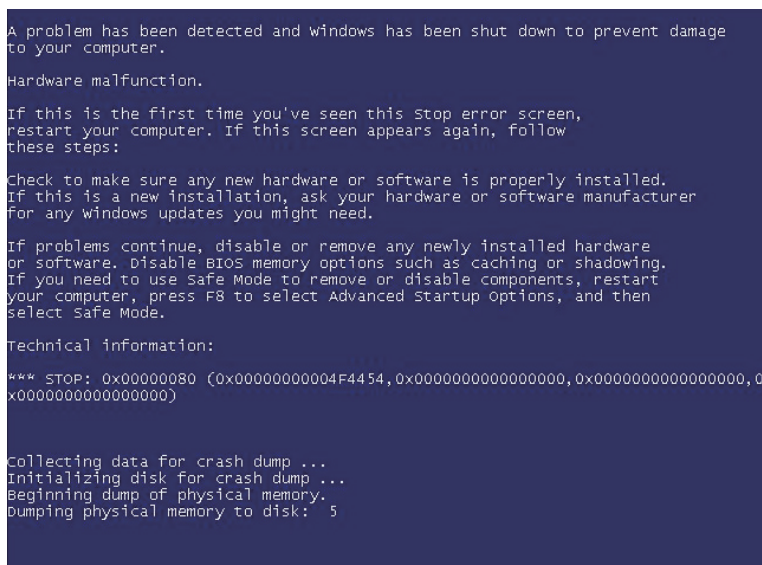 A problem has been detected and Windows has been shut down to prevent damage
to your computer.
Hardware malfunction.
If this is the first time you've seen this Stop error screen,
restart your computer. If this screen appears again, follow
these steps:
Check to make sure any new hardware or software is properly installed.
If this is a new installation, ask your hardware or software manufacturer
for any Windows updates you might need.
If problems continue, disable or remove any newly installed hardware
or software. Disable BIOS memory options such as caching or shadowing.
If you need to use Safe Mode to remove or disable components, restart
your computer, press F8 to select Advanced Startup Options, and then
select Safe Mode.
Technical information:
*** STOP: 0x00000080 (0x00000000004F4454,0x0000000000000000,0x0000000000000000,0
x0000000000000000)
Collecting data for crash dump ...
Initializing disk for crash dump ...
Beginning dump of physical memory.
Dumping physical memory to disk:  5